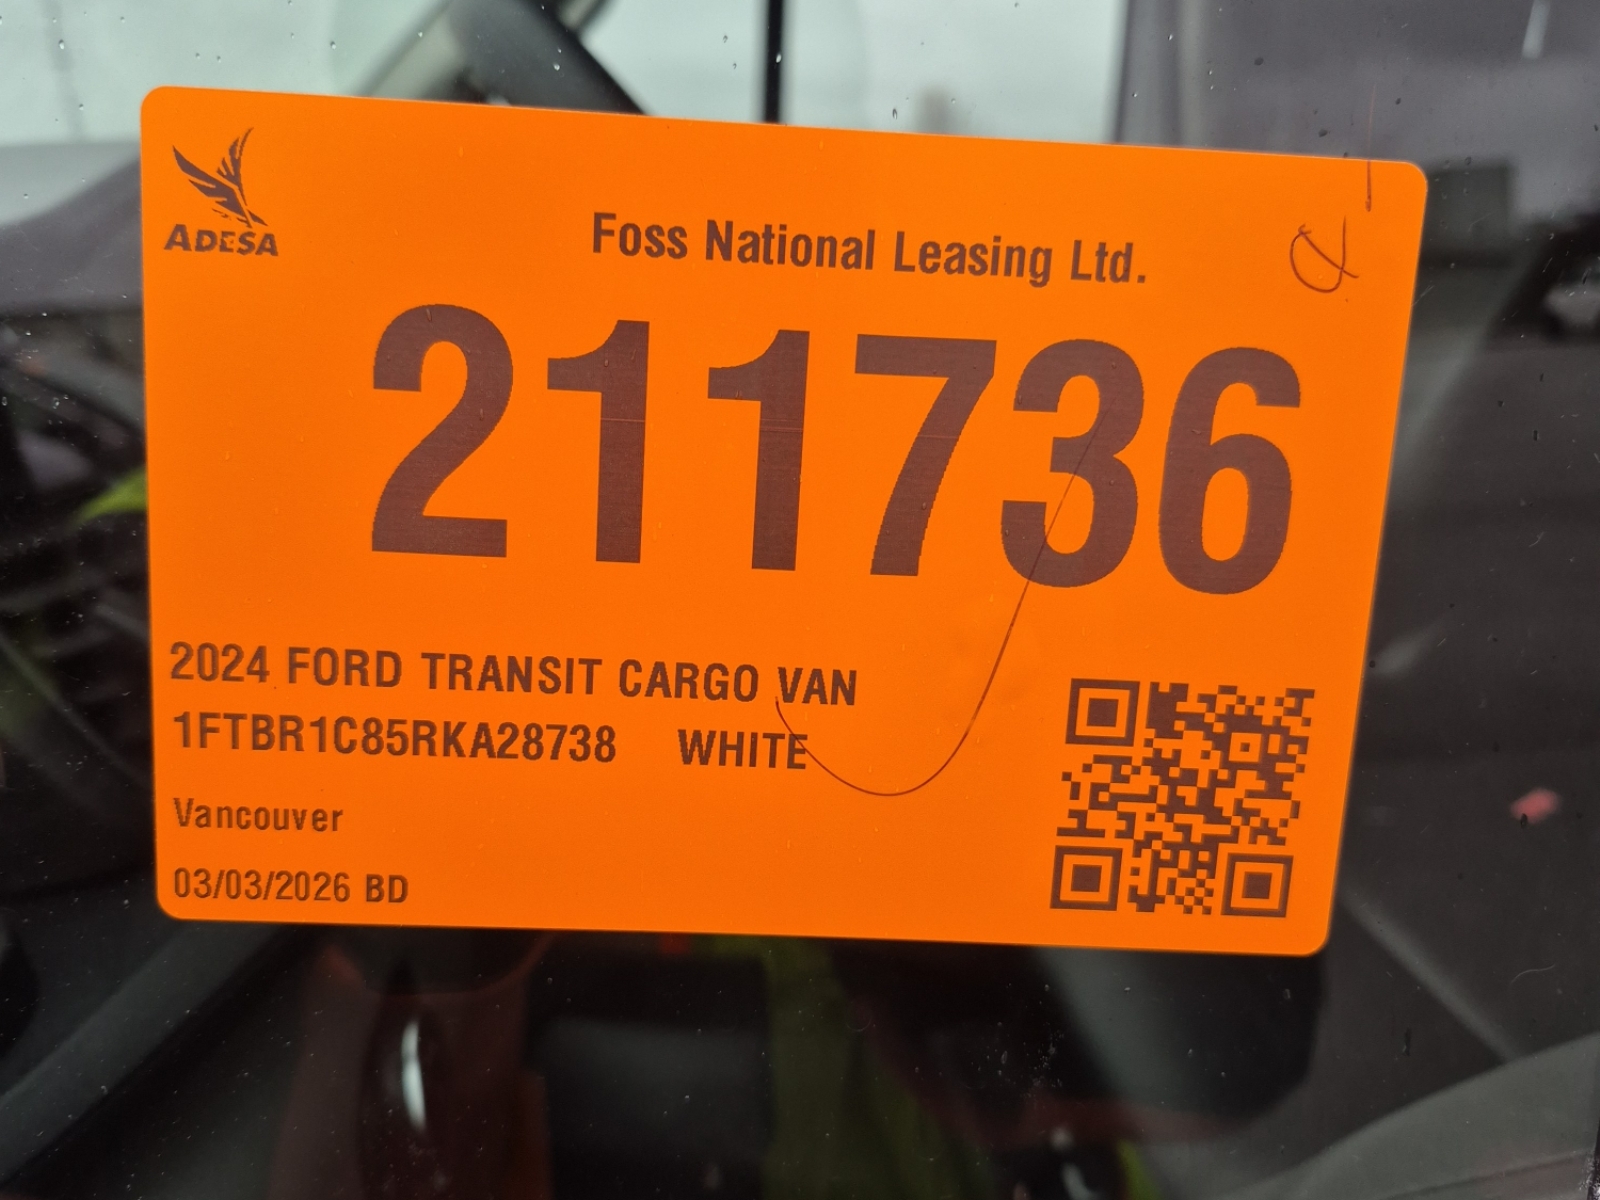 ADESA
Foss National Leasing Ltd.
211736
2024 FORD TRANSIT CARGO VAN
1FTBR1C85RKA28738 WHITE
Vancouver
03/03/2026 BD